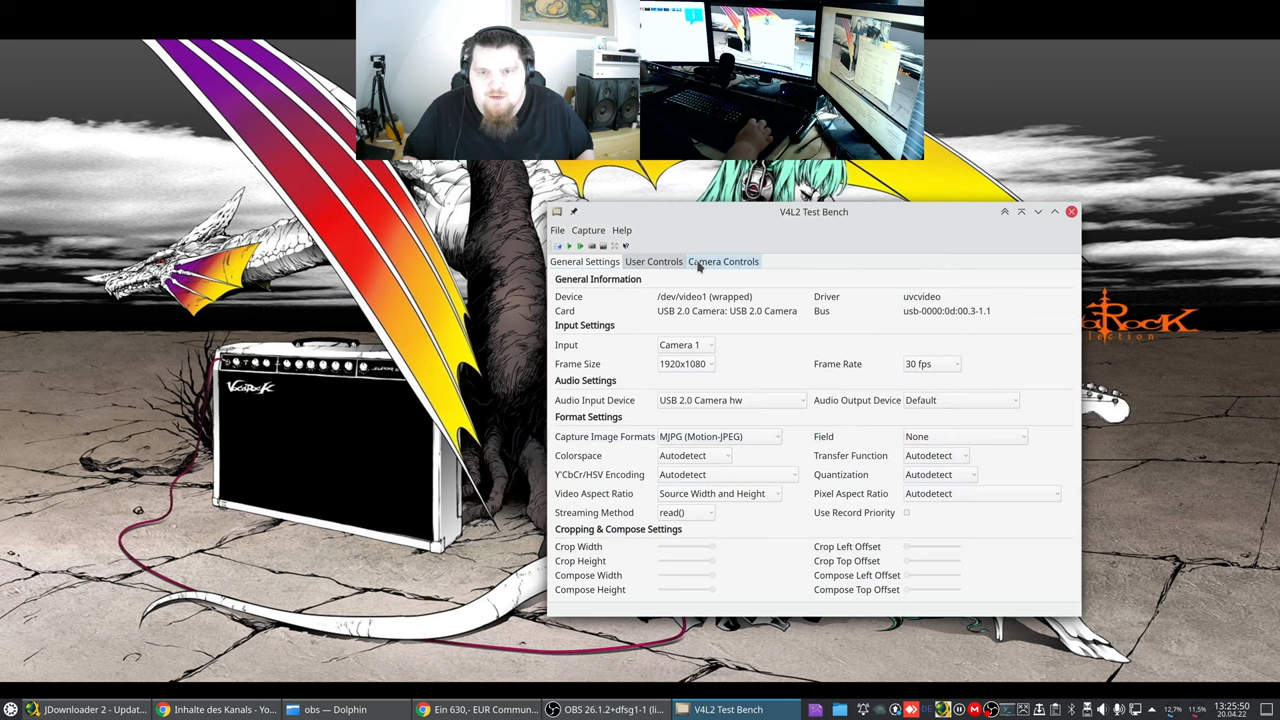 V4L2 Test Bench
File Capture Help
General Settings User Controls Camera Controls
General Information
Device /dev/video1 (wrapped) Driver uvcvideo
Card USB 2.0 Camera: USB 2.0 Camera Bus usb-0000:0d:00.3-1.1
Input Settings
Input Camera 1
Frame Size 1920x1080 Frame Rate 30 fps
Audio Settings
Audio Input Device USB 2.0 Camera hw Audio Output Device Default
Format Settings
Capture Image Formats MJPG (Motion-JPEG) Field None
Colorspace Autodetect Transfer Function Autodetect
Y'CbCr/HSV Encoding Autodetect Quantization Autodetect
Video Aspect Ratio Source Width and Height Pixel Aspect Ratio Autodetect
Streaming Method read() Use Record Priority
Cropping & Compose Settings
Crop Width Crop Left Offset
Crop Height Crop Top Offset
Compose Width Compose Left Offset
Compose Height Compose Top Offset
VocaRocK
JDownloader 2 - Updat... Inhalte des Kanals - Yo... obs — Dolphin Ein 630,- EUR Commun... OBS 26.1.2+dfsg1-1 (li... V4L2 Test Bench DE 12,7% 11,5% 13:25:50
20.04.22